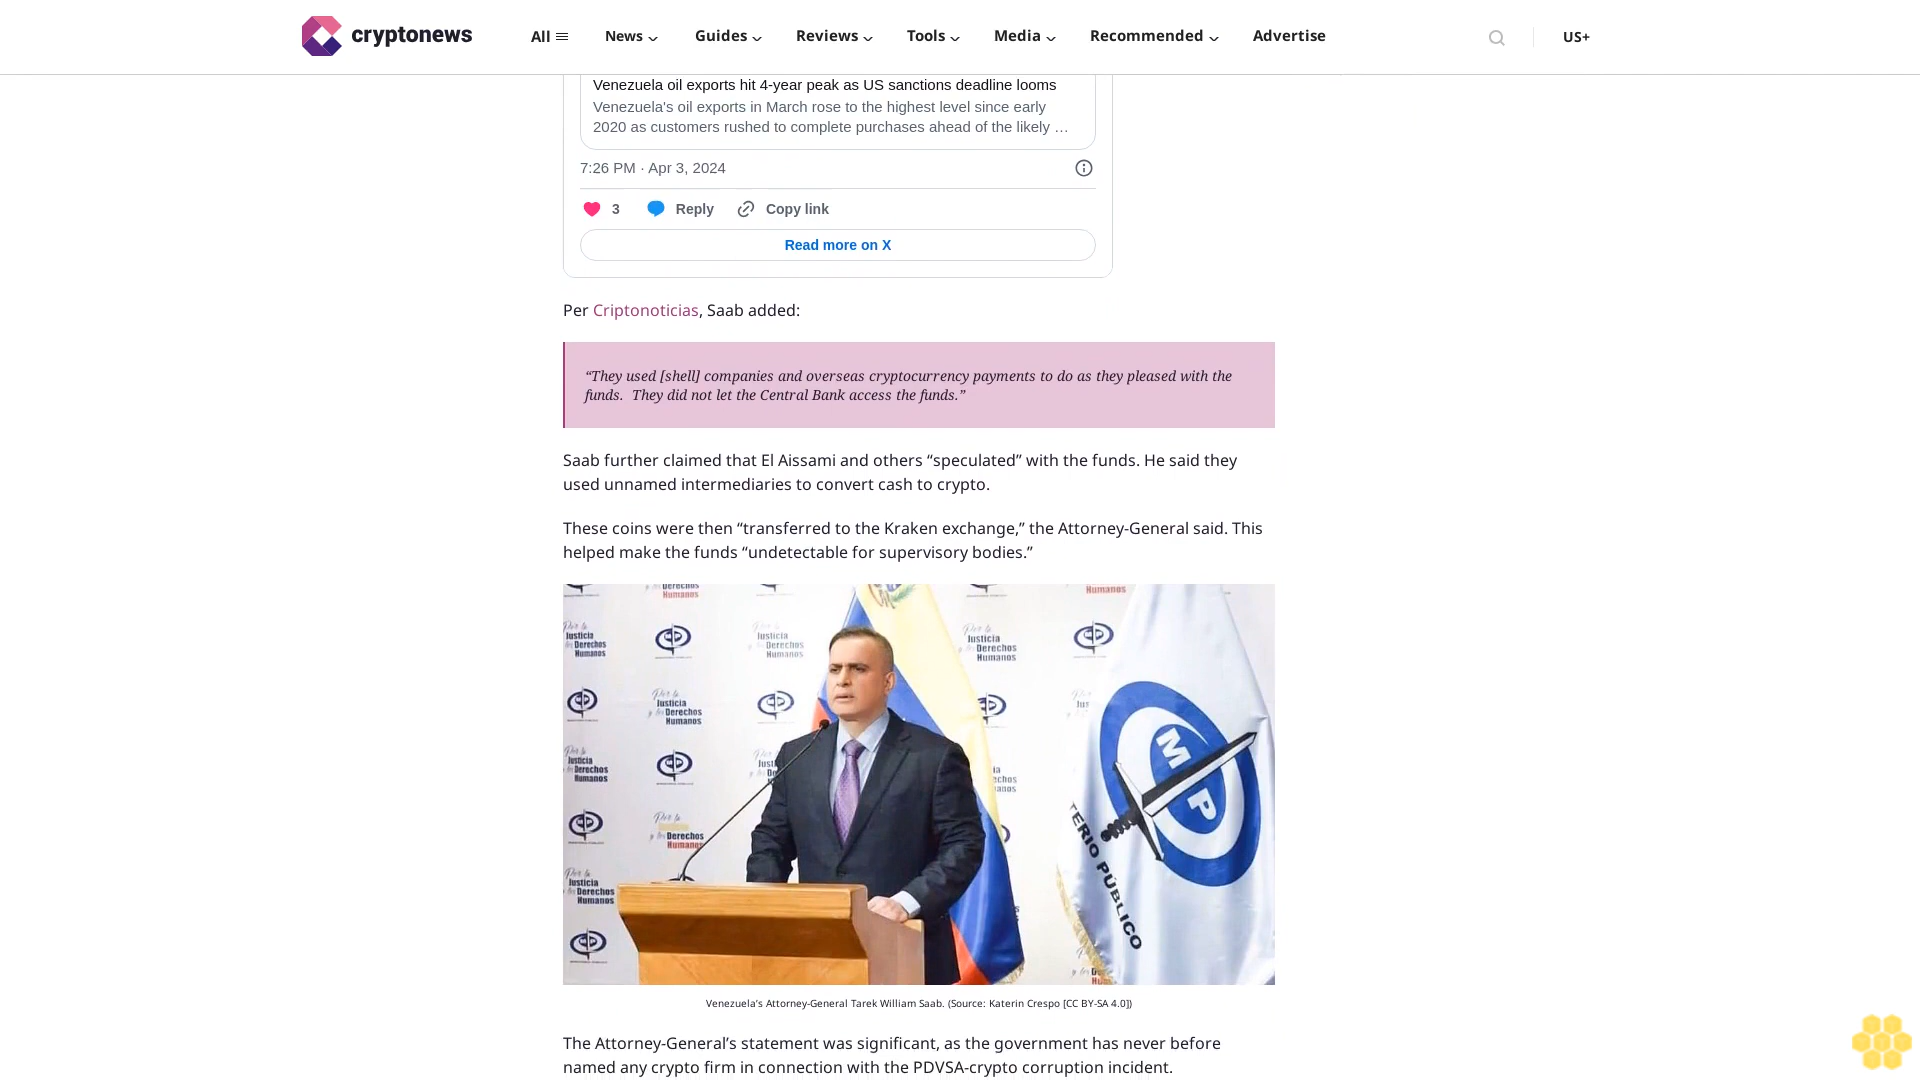 cryptonews
All
News
Guides
Reviews
Tools
Media
Recommended
Advertise
US+
Venezuela oil exports hit 4-year peak as US sanctions deadline looms
Venezuela's oil exports in March rose to the highest level since early
2020 as customers rushed to complete purchases ahead of the likely …
7:26 PM · Apr 3, 2024
3
Reply
Copy link
Read more on X
Per Criptonoticias, Saab added:
“They used [shell] companies and overseas cryptocurrency payments to do as they pleased with the
funds.  They did not let the Central Bank access the funds.”
Saab further claimed that El Aissami and others “speculated” with the funds. He said they
used unnamed intermediaries to convert cash to crypto.
These coins were then “transferred to the Kraken exchange,” the Attorney-General said. This
helped make the funds “undetectable for supervisory bodies.”
Por la
Justicia
y los Derechos
Humanos
MP
TERIO PÚBLICO
Venezuela’s Attorney-General Tarek William Saab. (Source: Katerin Crespo [CC BY-SA 4.0])
The Attorney-General’s statement was significant, as the government has never before
named any crypto firm in connection with the PDVSA-crypto corruption incident.